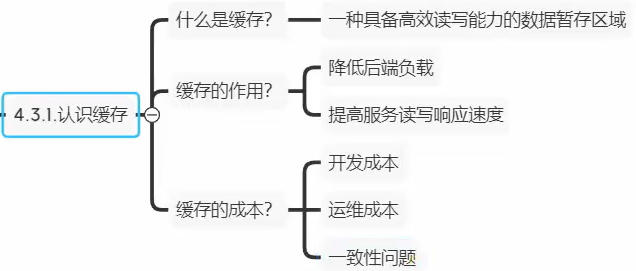 什么是缓存?
一种具备高效读写能力的数据暂存区域
降低后端负载
4.3.1.认识缓存
缓存的作用?
提高服务读写响应速度
开发成本
缓存的成本?
运维成本
一致性问题